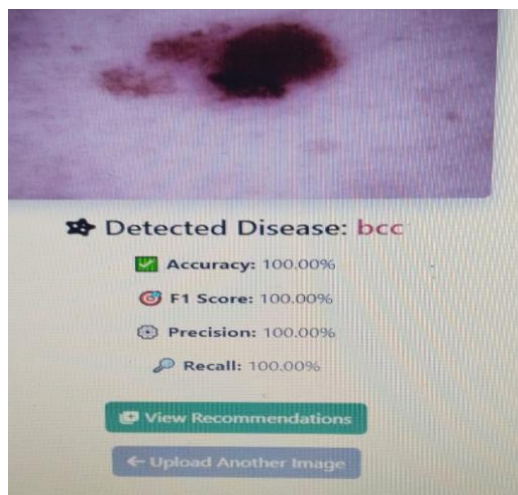 Detected Disease: bcc
Accuracy: 100.00%
F1 Score: 100.00%
Precision: 100.00%
Recall: 100.00%
View Recommendations
← Upload Another Image